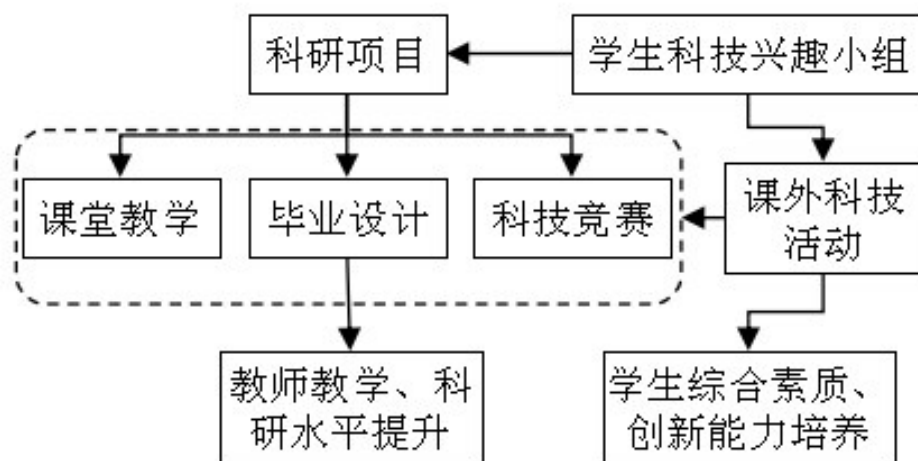 科研项目
学生科技兴趣小组
课堂教学
毕业设计
科技竞赛
课外科技
活动
教师教学、科
研水平提升
学生综合素质、
创新能力培养